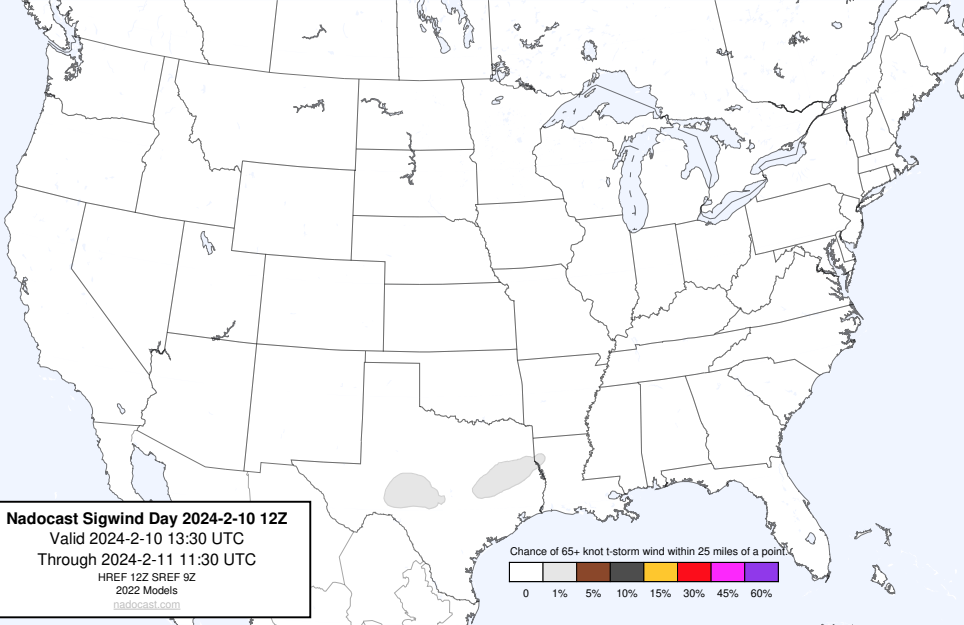 Nadocast Sigwind Day 2024-2-10 12Z
Valid 2024-2-10 13:30 UTC
Through 2024-2-11 11:30 UTC
HREF 12Z SREF 9Z
2022 Models
nadocast.com
Chance of 65+ knot t-storm wind within 25 miles of a point.
0 1% 5% 10% 15% 30% 45% 60%